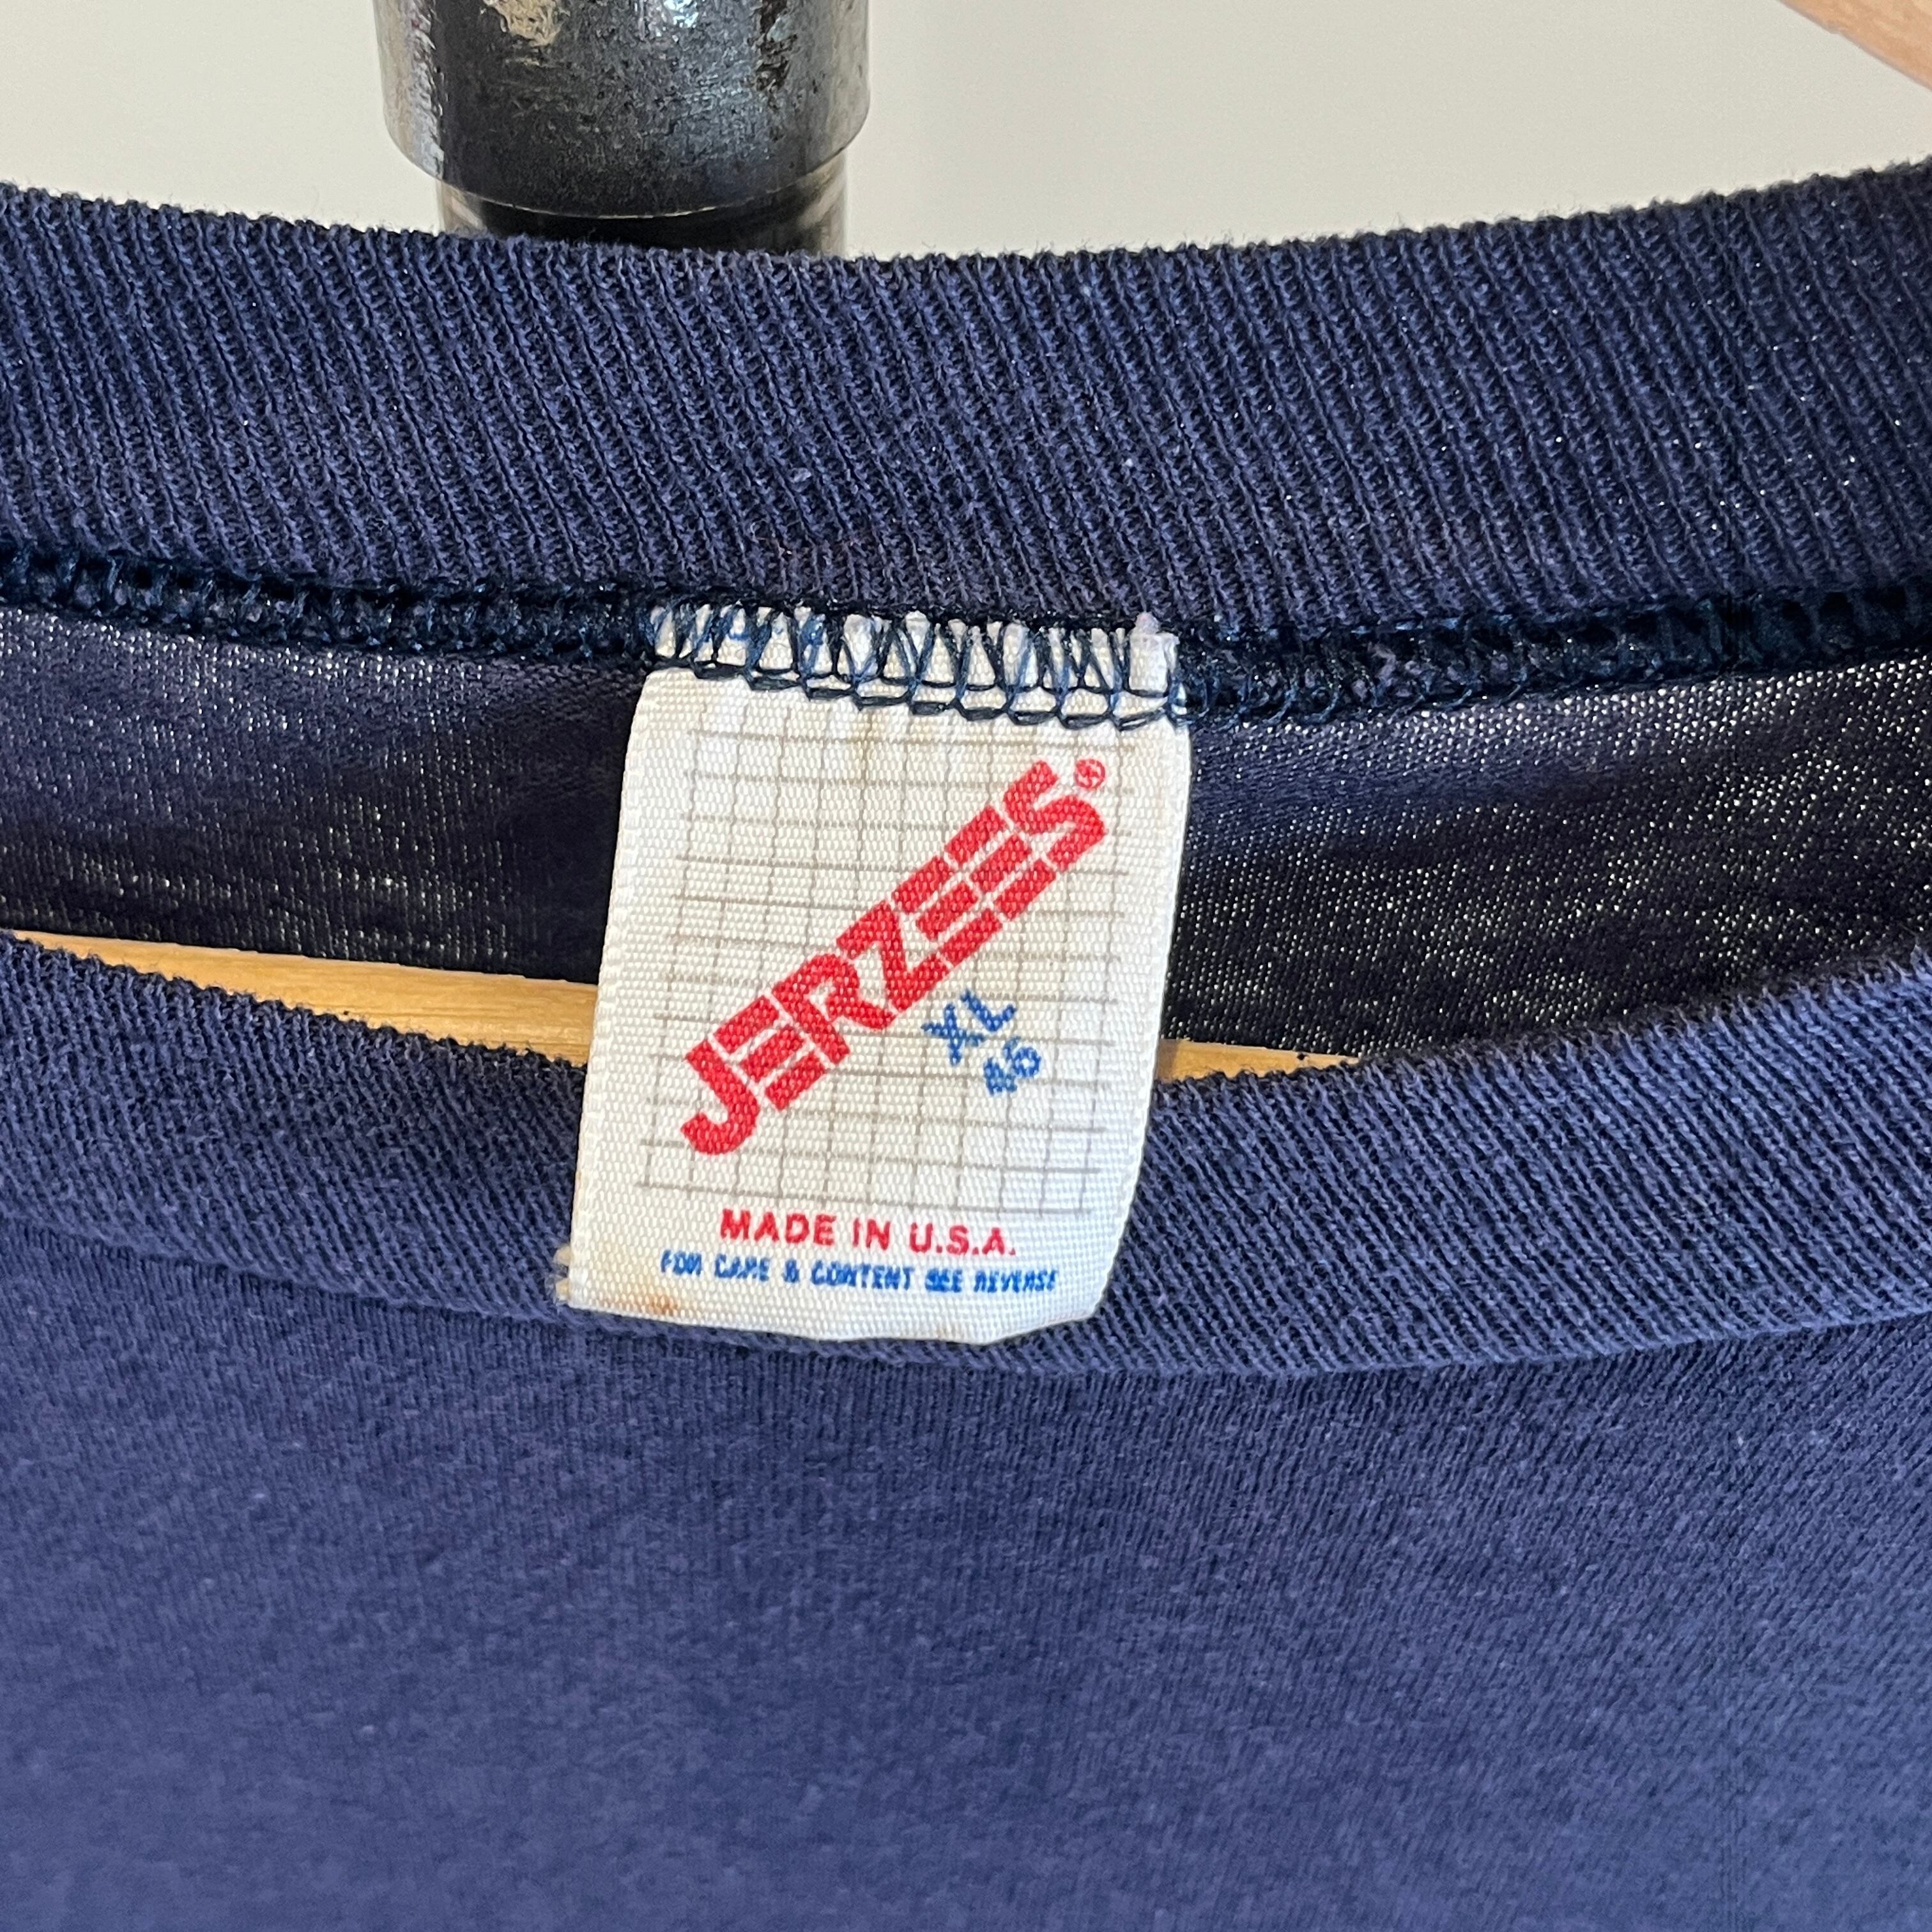 JERZEES®
XL
46
MADE IN U.S.A.
FOR CARE & CONTENT SEE REVERSE